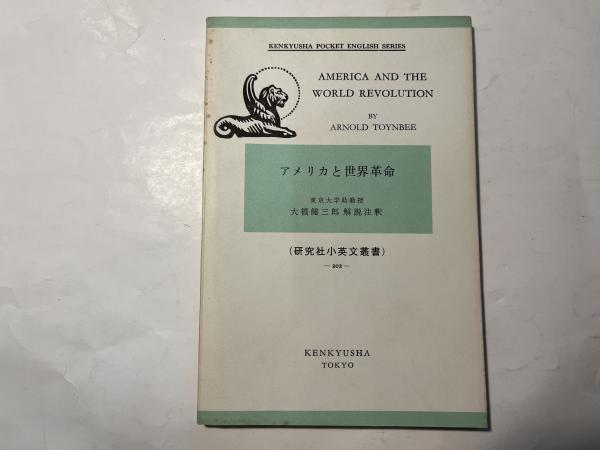 KENKYUSHA POCKET ENGLISH SERIES
AMERICA AND THE
WORLD REVOLUTION
BY
ARNOLD TOYNBEE
アメリカと世界革命
東京大学助教授
大橋健三郎 解説注釈
(研究社小英文叢書)
— 202 —
KENKYUSHA
TOKYO